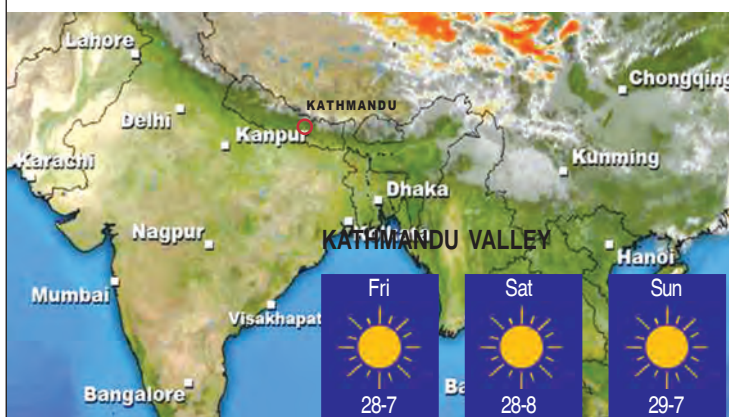 Lahore
Chongqing
KATHMANDU
Delhi
Kanpur
Karachi
Kunming
Dhaka
Nagpur
KATHMANDU VALLEY
Hanoi
Mumbai
Visakhapat
Fri Sat Sun
Bangalore
Ba
28-7 28-8 29-7